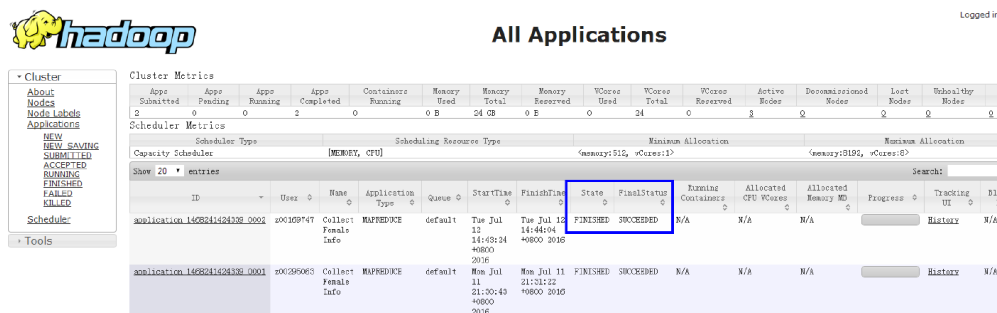 hadoop
All Applications
Logged in
Cluster
About
Nodes
Node Labels
Applications
NEW
NEW_SAVING
SUBMITTED
ACCEPTED
RUNNING
FINISHED
FAILED
KILLED
Scheduler
Tools
Cluster Metrics
Apps Submitted Apps Pending Apps Running Apps Completed Containers Running Memory Used Memory Total Memory Reserved VCores Used VCores Total VCores Reserved Active Nodes Decommissioned Nodes Lost Nodes Unhealthy Nodes
2 0 0 2 0 0 B 24 GB 0 B 0 24 0 3 0 0 0
Scheduler Metrics
Scheduler Type Scheduling Resource Type Minimum Allocation Maximum Allocation
Capacity Scheduler [MEMORY, CPU] <memory:512, vCores:1> <memory:8192, vCores:8>
Show 20 entries Search:
ID User Name Application Type Queue StartTime FinishTime State FinalStatus Running Containers Allocated CPU VCores Allocated Memory MB Progress Tracking UI Bl
application_1468241424339_0002 z00169747 Collect MAPREDUCE default Tue Jul Tue Jul 12 FINISHED SUCCEEDED N/A N/A N/A History N/A
Female 12 14:44:04
Info 14:43:24 +0800 2016
+0800
2016
application_1468241424339_0001 z00295063 Collect MAPREDUCE default Mon Jul Mon Jul 11 FINISHED SUCCEEDED N/A N/A N/A History N/A
Female 11 21:31:22
Info 21:30:43 +0800 2016
+0800
2016